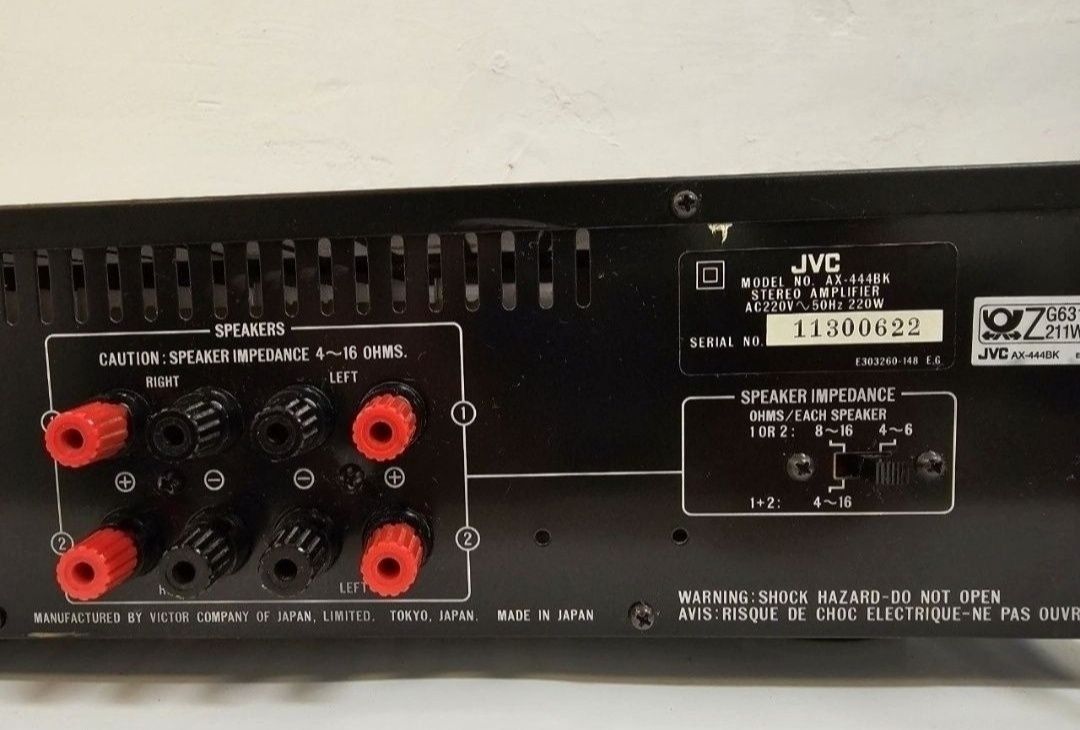 SPEAKERS
CAUTION: SPEAKER IMPEDANCE 4~16 OHMS.
RIGHT
LEFT
1
⊕ ⊖ ⊖ ⊕
2
2
LEFT
MANUFACTURED BY VICTOR COMPANY OF JAPAN, LIMITED. TOKYO, JAPAN. MADE IN JAPAN
JVC
MODEL NO. AX-444BK
STEREO AMPLIFIER
AC220V ∿ 50Hz 220W
SERIAL NO. 11300622
E303260-148 E.G
SPEAKER IMPEDANCE
OHMS/EACH SPEAKER
1 OR 2: 8~16 4~6
1+2: 4~16
WARNING: SHOCK HAZARD-DO NOT OPEN
AVIS: RISQUE DE CHOC ELECTRIQUE-NE PAS OUVR
Z G631
211W
JVC AX-444BK